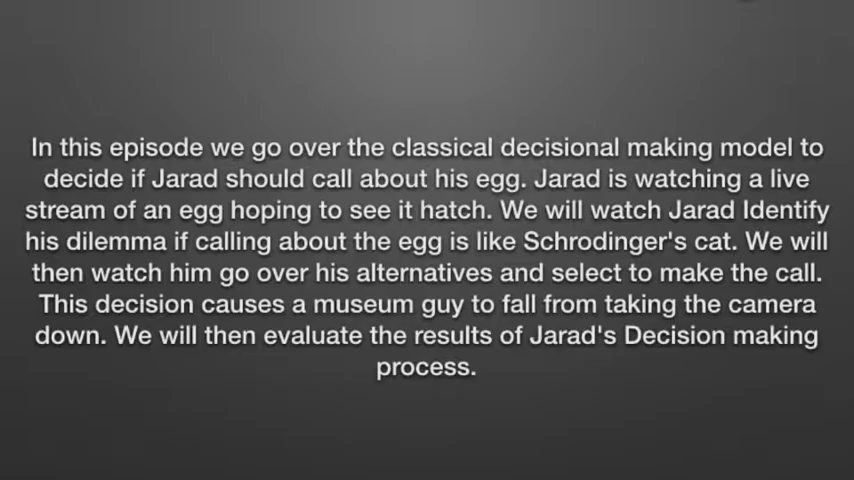 In this episode we go over the classical decisional making model to
decide if Jarad should call about his egg. Jarad is watching a live
stream of an egg hoping to see it hatch. We will watch Jarad Identify
his dilemma if calling about the egg is like Schrodinger's cat. We will
then watch him go over his alternatives and select to make the call.
This decision causes a museum guy to fall from taking the camera
down. We will then evaluate the results of Jarad's Decision making
process.